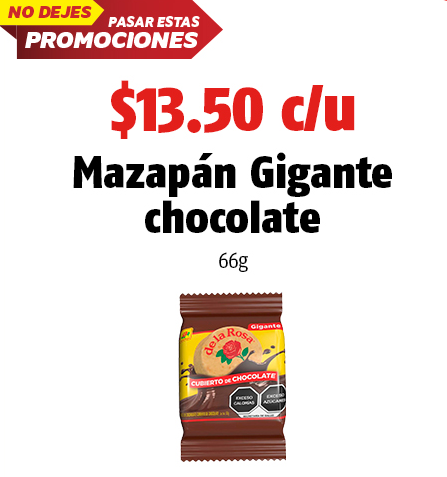 NO DEJES
PASAR ESTAS
PROMOCIONES
$13.50 c/u
Mazapán Gigante
chocolate
66g
Gigante
de la Rosa
CUBIERTO DE CHOCOLATE
EXCESO
CALORÍAS
EXCESO
AZÚCARES